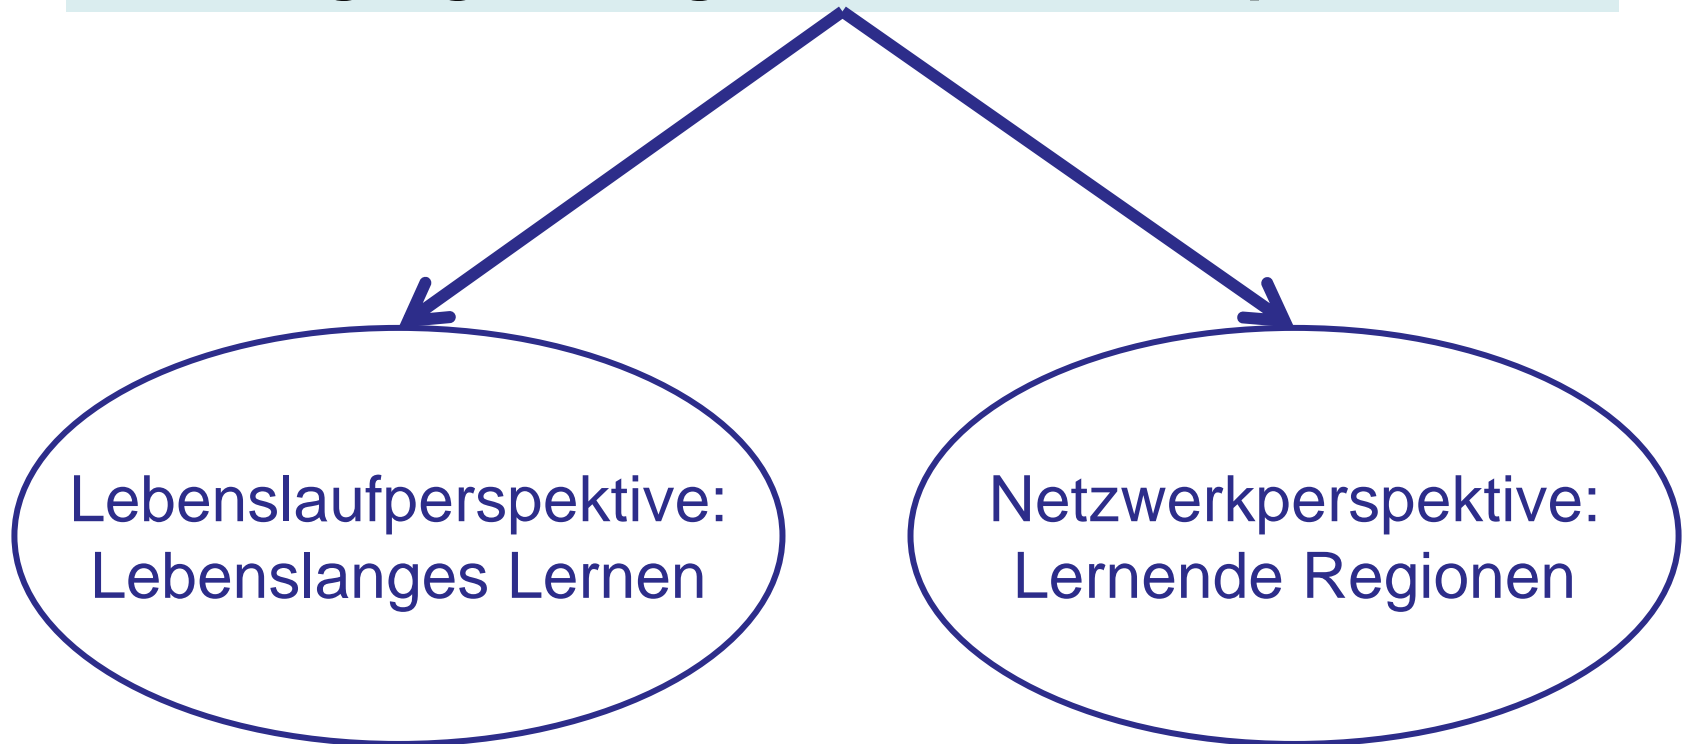 Lebenslaufperspektive:
Lebenslanges Lernen
Netzwerkperspektive:
Lernende Regionen